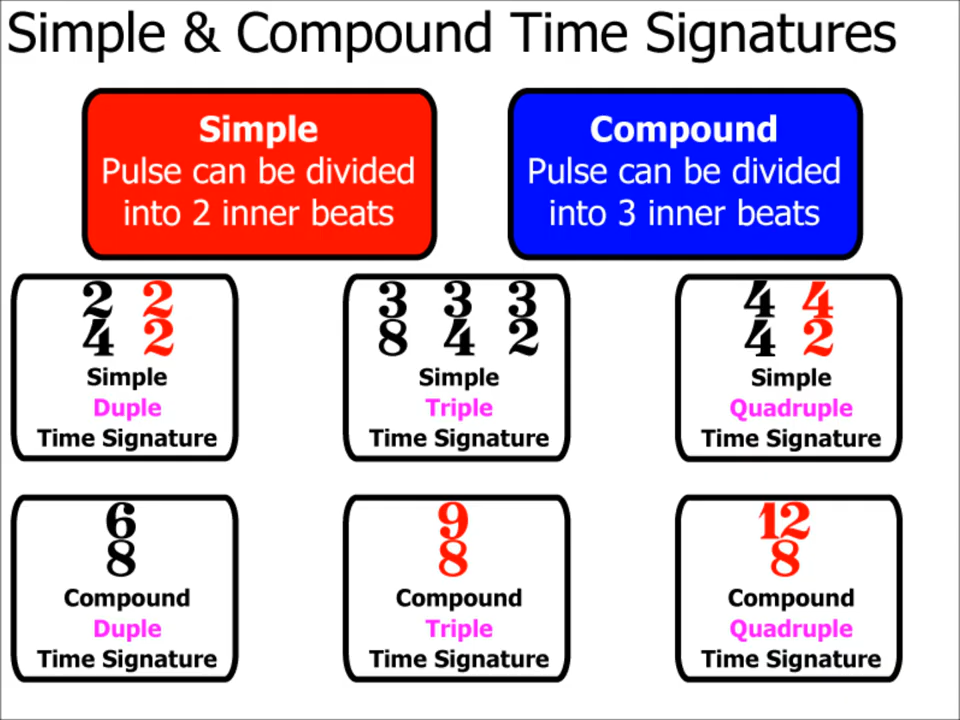 Simple & Compound Time Signatures
Simple
Pulse can be divided
into 2 inner beats
Compound
Pulse can be divided
into 3 inner beats
2 2
4 2
Simple
Duple
Time Signature
3 3 3
8 4 2
Simple
Triple
Time Signature
4 4
4 2
Simple
Quadruple
Time Signature
6
8
Compound
Duple
Time Signature
9
8
Compound
Triple
Time Signature
12
8
Compound
Quadruple
Time Signature